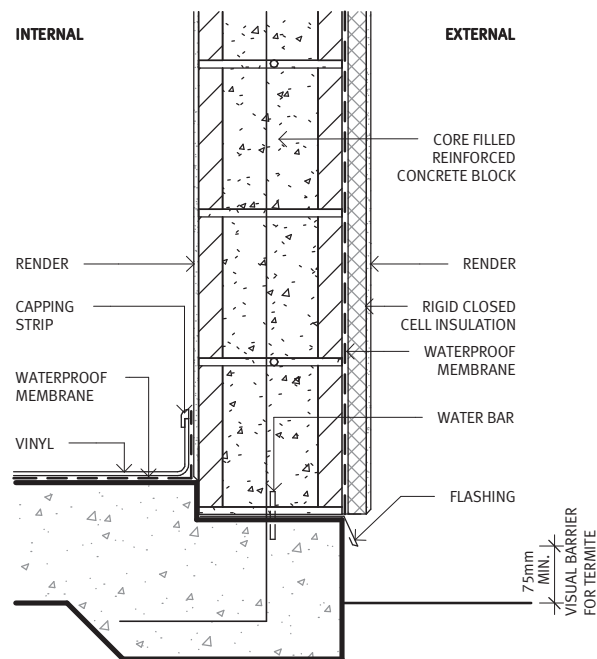 INTERNAL
EXTERNAL
CORE FILLED
REINFORCED
CONCRETE BLOCK
RENDER
RENDER
CAPPING
STRIP
RIGID CLOSED
CELL INSULATION
WATERPROOF
MEMBRANE
WATERPROOF
MEMBRANE
WATER BAR
VINYL
FLASHING
75mm
MIN.
VISUAL BARRIER
FOR TERMITE